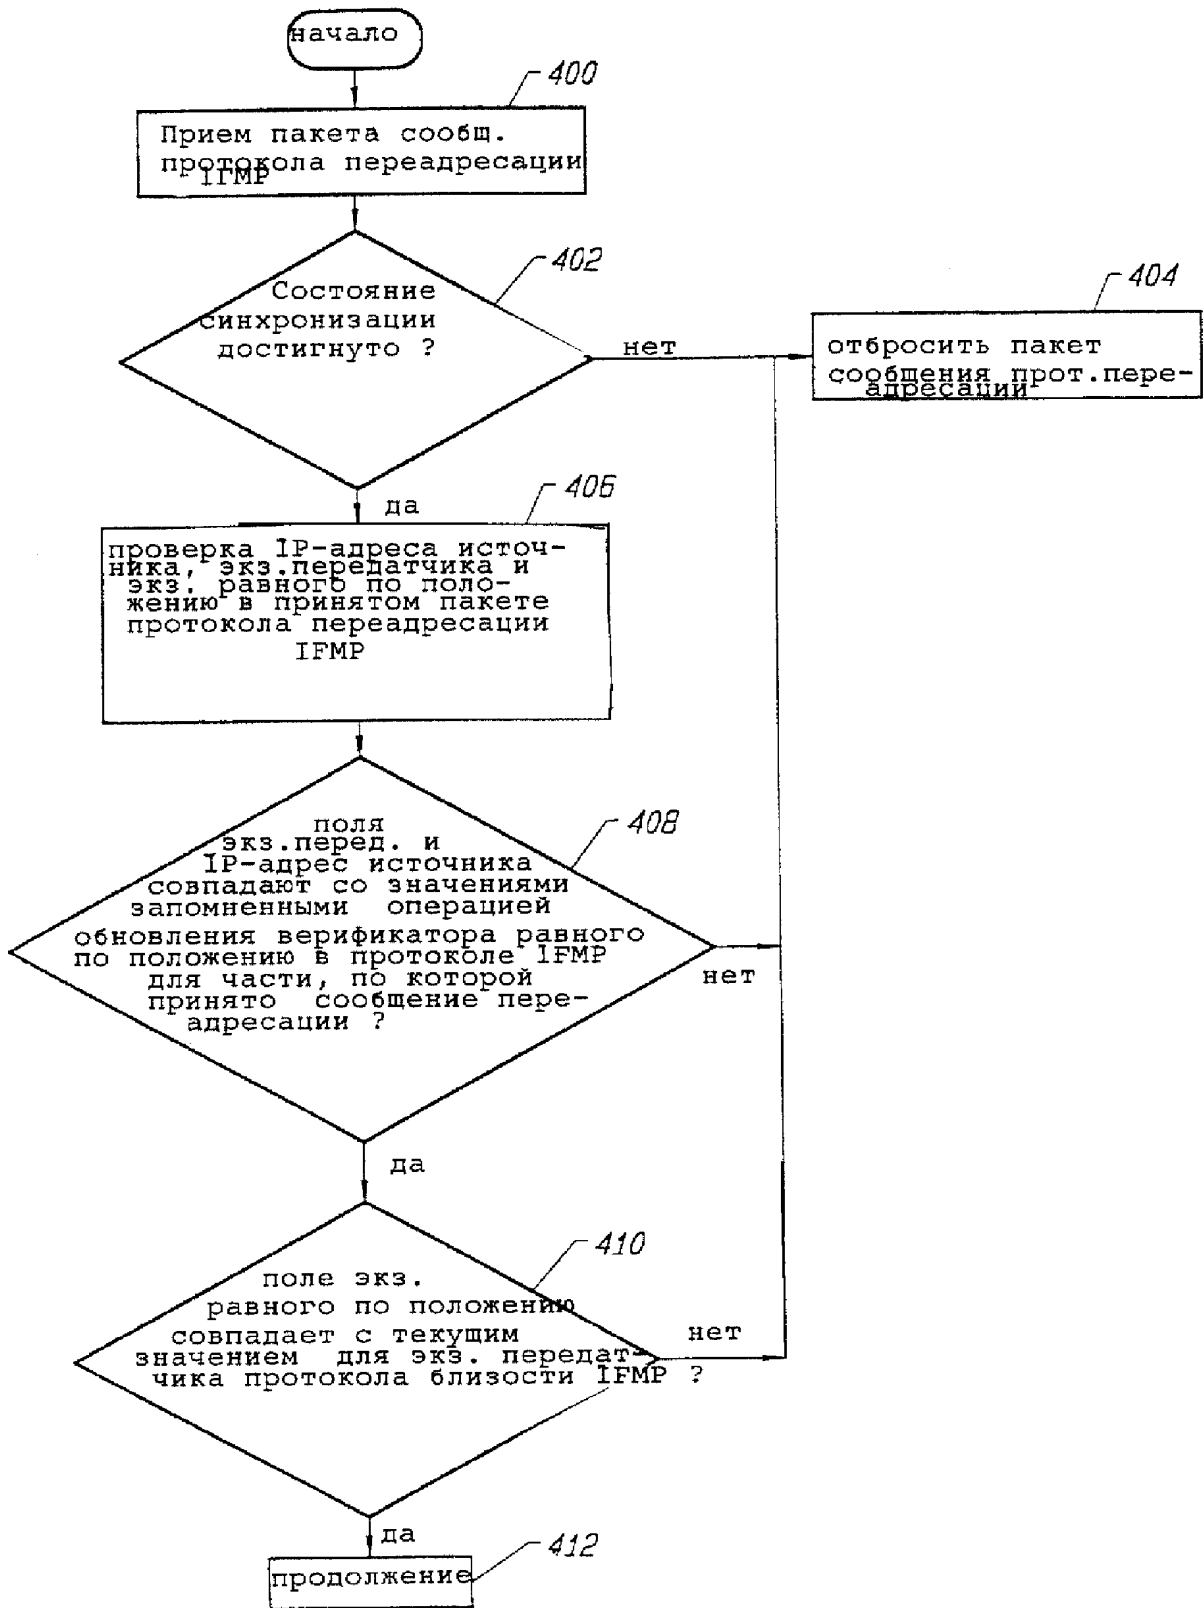 начало
400
Прием пакета сообщ.
протокола переадресации
IFMP
402
Состояние
синхронизации
достигнуто ?
нет
404
отбросить пакет
сообщения прот.пере-
адресации
да
406
проверка IP-адреса источ-
ника, экз.передатчика и
экз. равного по поло-
жению в принятом пакете
протокола переадресации
IFMP
408
поля
экз.перед. и
IP-адрес источника
совпадают со значениями
запомненными операцией
обновления верификатора равного
по положению в протоколе IFMP
для части, по которой
принято сообщение пере-
адресации ?
нет
да
410
поле экз.
равного по положению
совпадает с текущим
значением для экз. передат-
чика протокола близости IFMP ?
нет
да
412
продолжение